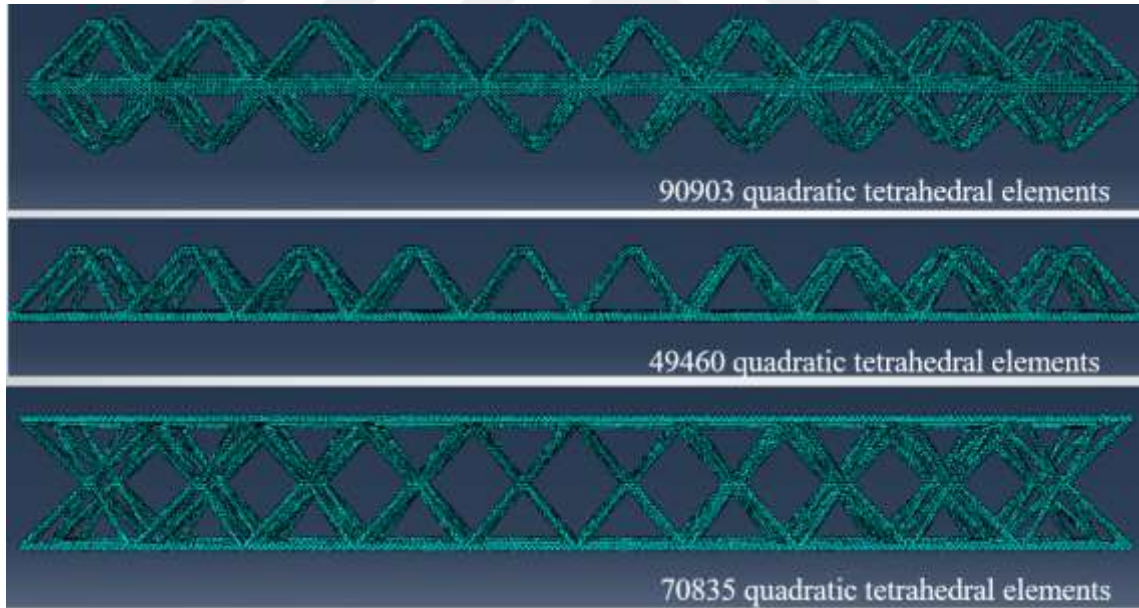 90903 quadratic tetrahedral elements
49460 quadratic tetrahedral elements
70835 quadratic tetrahedral elements